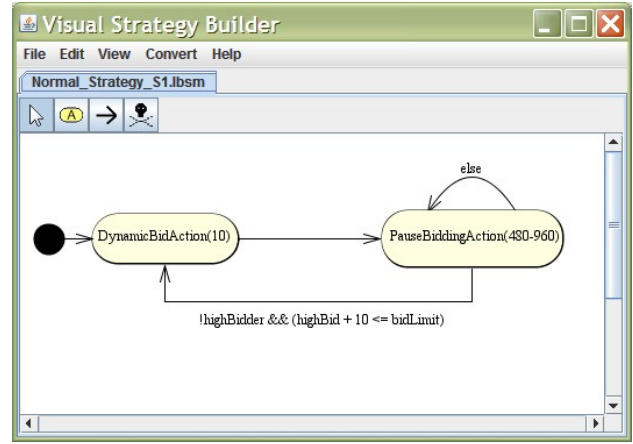 Visual Strategy Builder
File Edit View Convert Help
Normal_Strategy_S1.lbsm
A
else
DynamicBidAction(10)
PauseBiddingAction(480-960)
!highBidder && (highBid + 10 <= bidLimit)